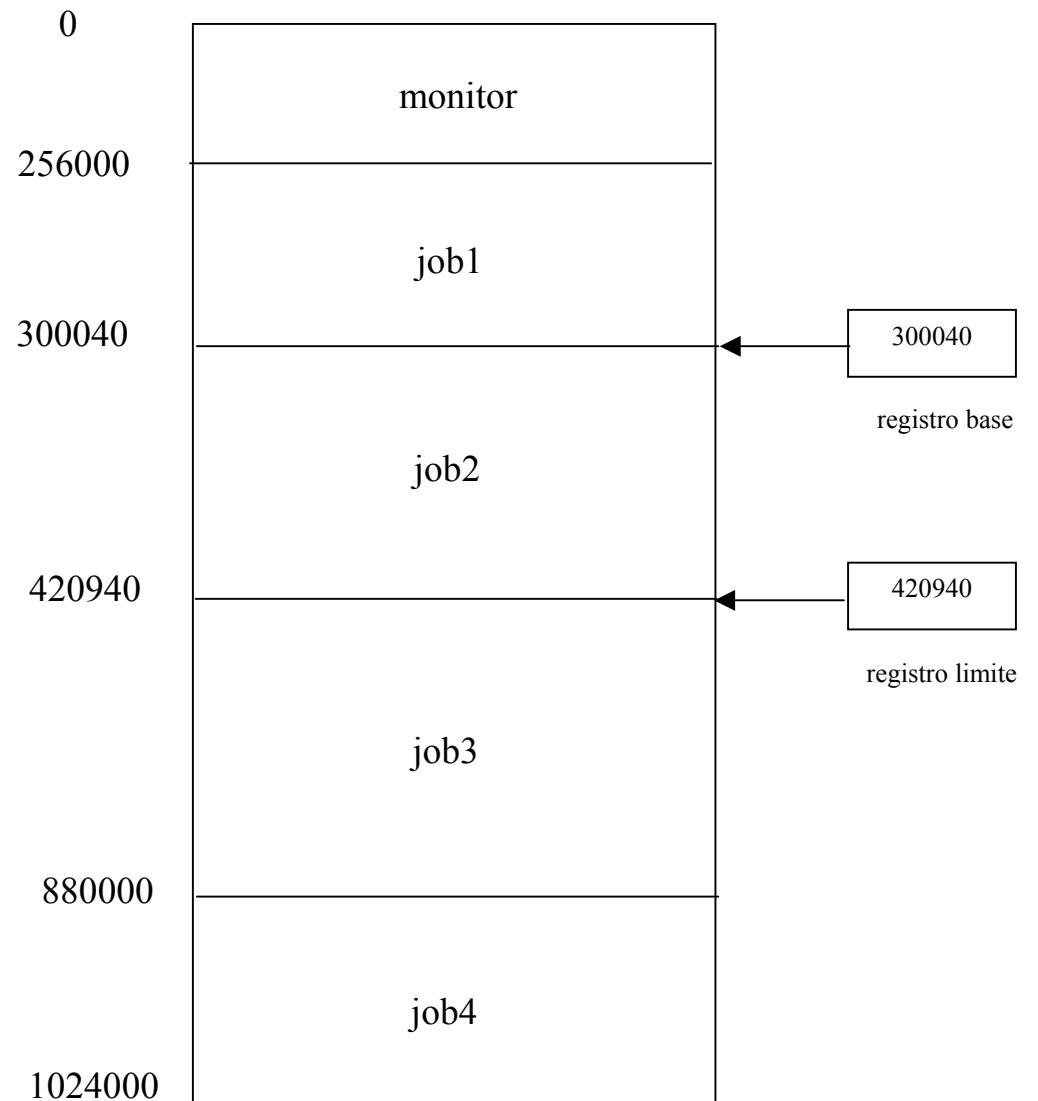 0
monitor
256000
job1
300040
300040
registro base
job2
420940
420940
registro limite
job3
880000
job4
1024000